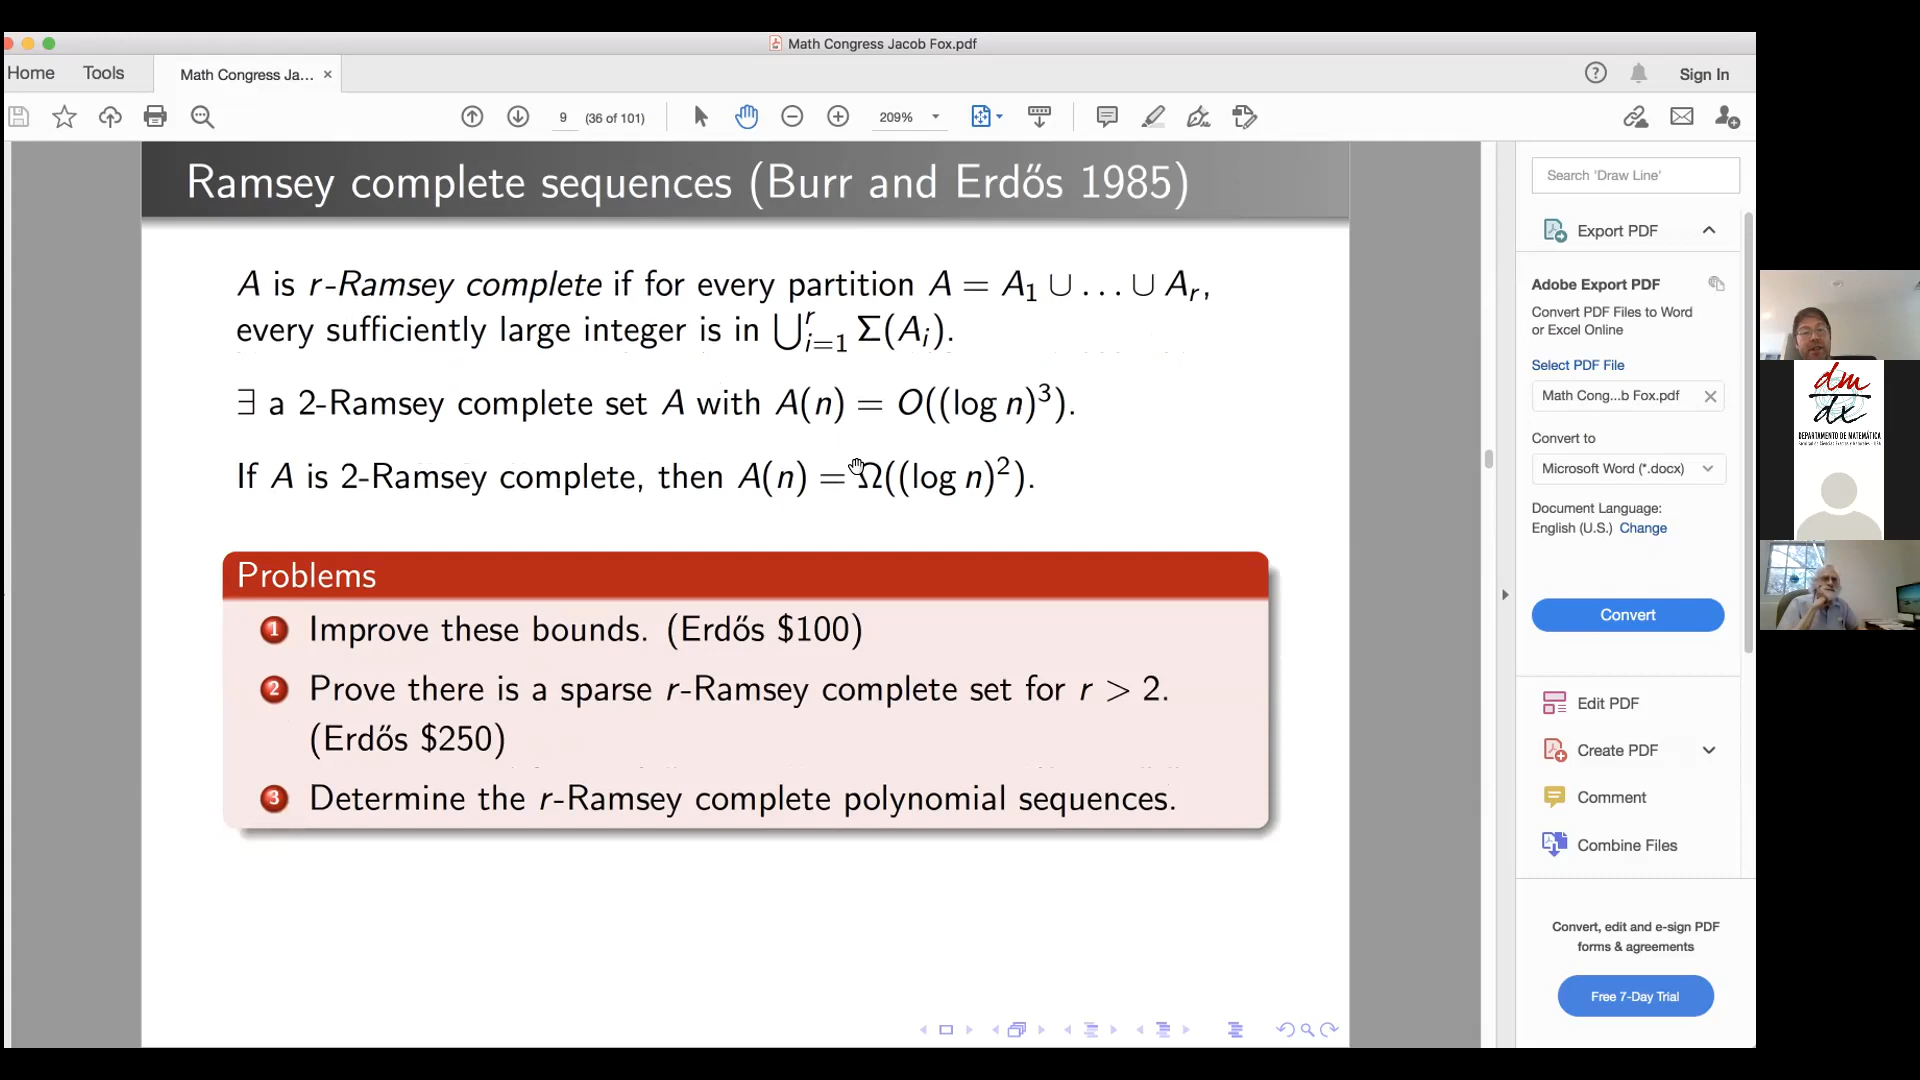 Math Congress Jacob Fox.pdf
Home Tools Math Congress Ja... × Sign In
9 (36 of 101) 209%
Ramsey complete sequences (Burr and Erdős 1985)
A is r-Ramsey complete if for every partition A = A₁ ∪ … ∪ Aᵣ,
every sufficiently large integer is in ⋃ᵢ₌₁ʳ Σ(Aᵢ).
∃ a 2-Ramsey complete set A with A(n) = O((log n)³).
If A is 2-Ramsey complete, then A(n) = Ω((log n)²).
Problems
1 Improve these bounds. (Erdős $100)
2 Prove there is a sparse r-Ramsey complete set for r > 2.
(Erdős $250)
3 Determine the r-Ramsey complete polynomial sequences.
Search 'Draw Line'
Export PDF
Adobe Export PDF
Convert PDF Files to Word
or Excel Online
Select PDF File
Math Cong...b Fox.pdf
Convert to
Microsoft Word (*.docx)
Document Language:
English (U.S.) Change
Convert
Edit PDF
Create PDF
Comment
Combine Files
Convert, edit and e-sign PDF
forms & agreements
Free 7-Day Trial
dm
dx
DEPARTAMENTO DE MATEMÁTICA